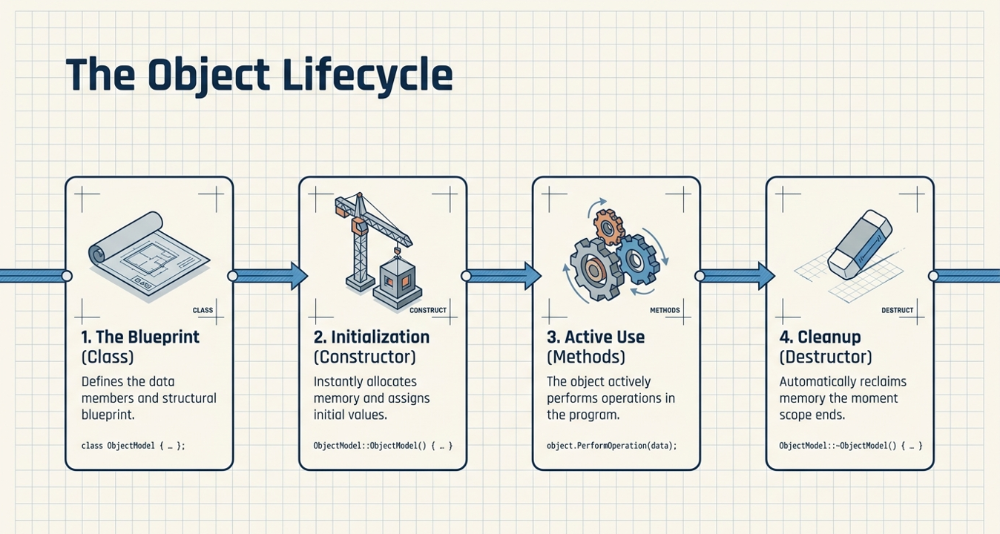 The Object Lifecycle
CLASS
1. The Blueprint
(Class)
Defines the data
members and structural
blueprint.
class ObjectModel { … };
CONSTRUCT
2. Initialization
(Constructor)
Instantly allocates
memory and assigns
initial values.
ObjectModel::ObjectModel() { … }
METHODS
3. Active Use
(Methods)
The object actively
performs operations in
the program.
object.PerformOperation(data);
DESTRUCT
4. Cleanup
(Destructor)
Automatically reclaims
memory the moment
scope ends.
ObjectModel::~ObjectModel() { … }